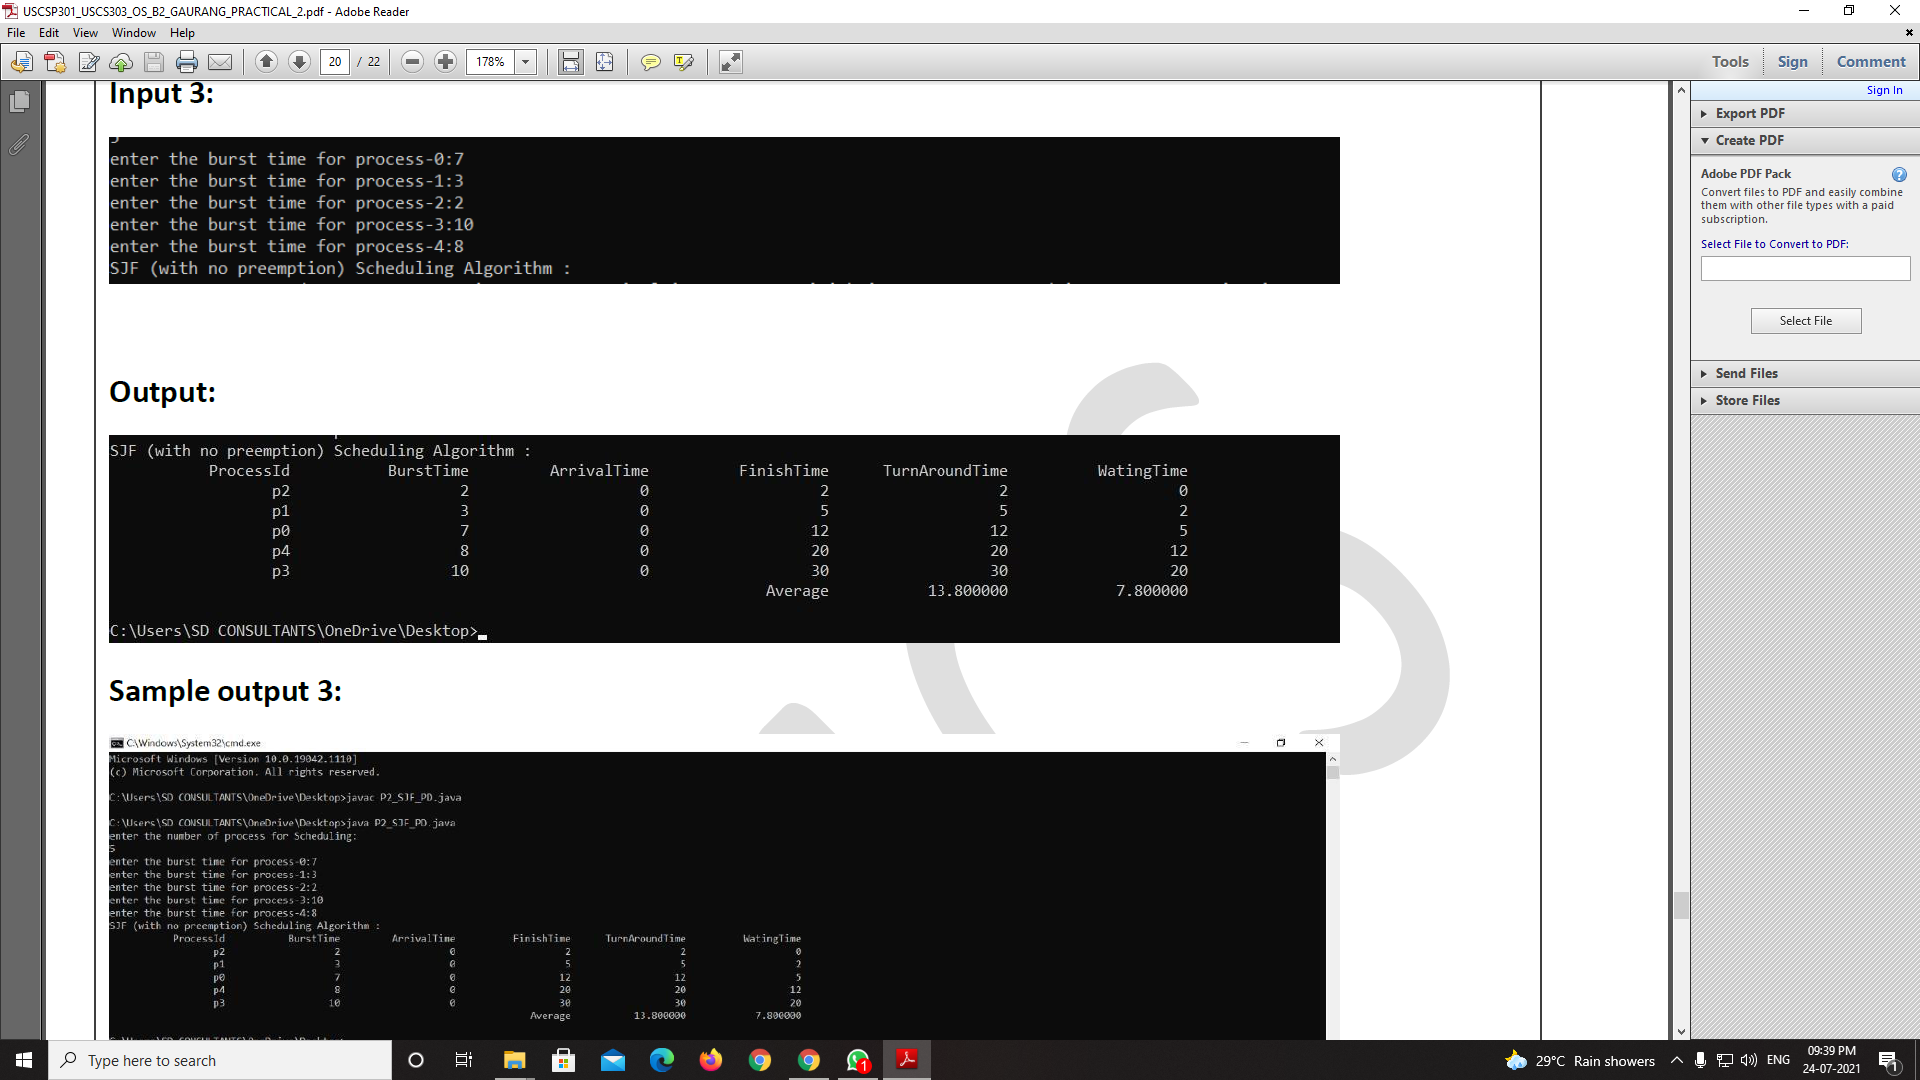 USCSP301_USCS303_OS_B2_GAURANG_PRACTICAL_2.pdf - Adobe Reader
File Edit View Window Help
20 / 22 178% Tools Sign Comment
Sign In
Export PDF
Create PDF
Adobe PDF Pack
Convert files to PDF and easily combine
them with other file types with a paid
subscription.
Select File to Convert to PDF:
Select File
Send Files
Store Files
Input 3:
enter the burst time for process-0:7
enter the burst time for process-1:3
enter the burst time for process-2:2
enter the burst time for process-3:10
enter the burst time for process-4:8
SJF (with no preemption) Scheduling Algorithm :
Output:
SJF (with no preemption) Scheduling Algorithm :
ProcessId BurstTime ArrivalTime FinishTime TurnAroundTime WatingTime
p2 2 0 2 2 0
p1 3 0 5 5 2
p0 7 0 12 12 5
p4 8 0 20 20 12
p3 10 0 30 30 20
Average 13.800000 7.800000
C:\Users\SD CONSULTANTS\OneDrive\Desktop>
Sample output 3:
C:\Windows\System32\cmd.exe
Microsoft Windows [Version 10.0.19042.1110]
(c) Microsoft Corporation. All rights reserved.
C:\Users\SD CONSULTANTS\OneDrive\Desktop>javac P2_SJF_PD.java
C:\Users\SD CONSULTANTS\OneDrive\Desktop>java P2_SJF_PD.java
enter the number of process for Scheduling:
5
enter the burst time for process-0:7
enter the burst time for process-1:3
enter the burst time for process-2:2
enter the burst time for process-3:10
enter the burst time for process-4:8
SJF (with no preemption) Scheduling Algorithm :
ProcessId BurstTime ArrivalTime FinishTime TurnAroundTime WatingTime
p2 2 0 2 2 0
p1 3 0 5 5 2
p0 7 0 12 12 5
p4 8 0 20 20 12
p3 10 0 30 30 20
Average 13.800000 7.800000
Type here to search
1
29°C Rain showers
ENG
09:39 PM
24-07-2021
1